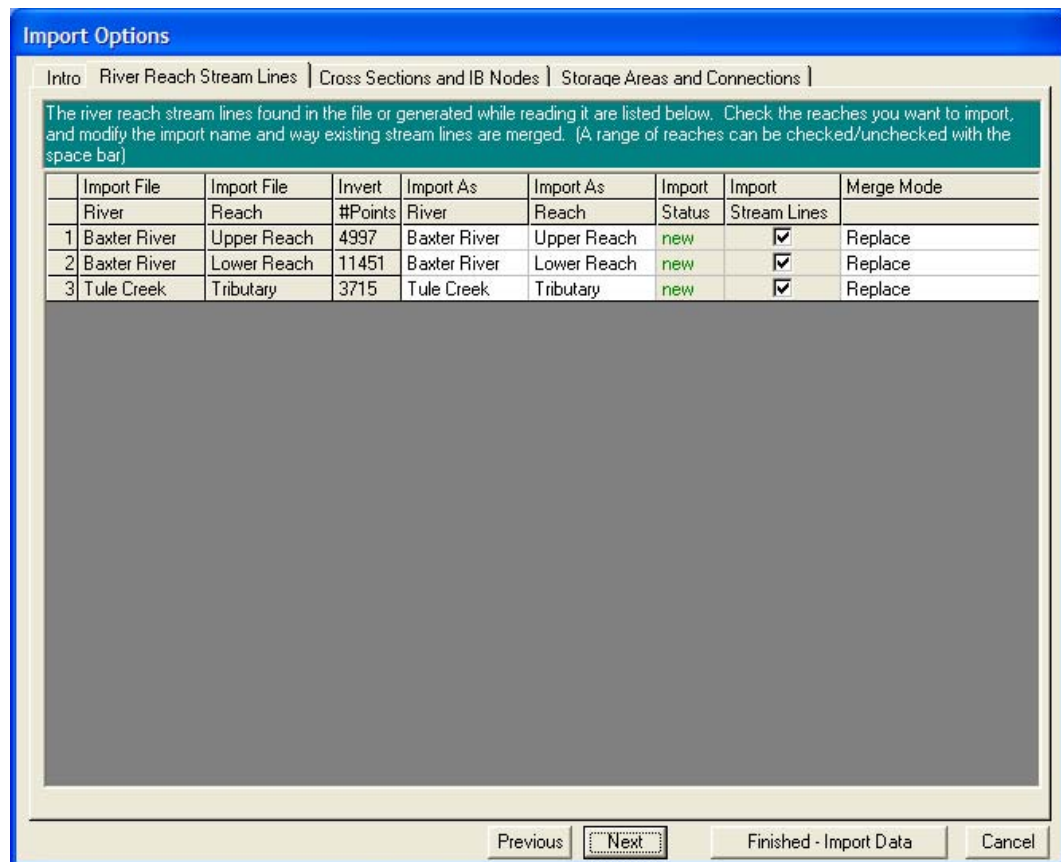 Import Options
Intro River Reach Stream Lines Cross Sections and IB Nodes Storage Areas and Connections
The river reach stream lines found in the file or generated while reading it are listed below. Check the reaches you want to import,
and modify the import name and way existing stream lines are merged. (A range of reaches can be checked/unchecked with the
space bar)
Import File Import File Invert Import As Import As Import Import Merge Mode
River Reach #Points River Reach Status Stream Lines
1 Baxter River Upper Reach 4997 Baxter River Upper Reach new Replace
2 Baxter River Lower Reach 11451 Baxter River Lower Reach new Replace
3 Tule Creek Tributary 3715 Tule Creek Tributary new Replace
Previous Next Finished - Import Data Cancel